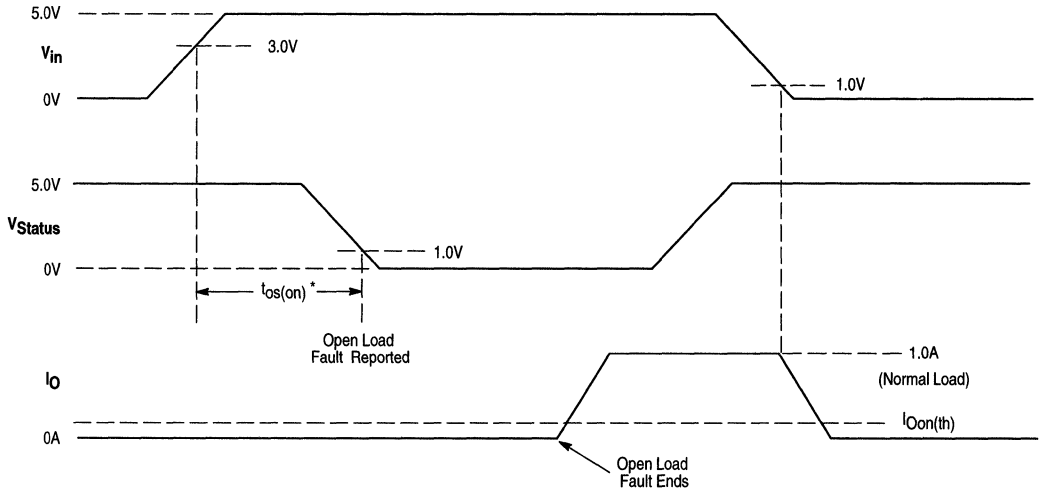 5.0V
Vin
3.0V
0V
1.0V
5.0V
VStatus
1.0V
0V
tos(on) *
Open Load
Fault Reported
1.0A
(Normal Load)
IO
IOon(th)
0A
Open Load
Fault Ends